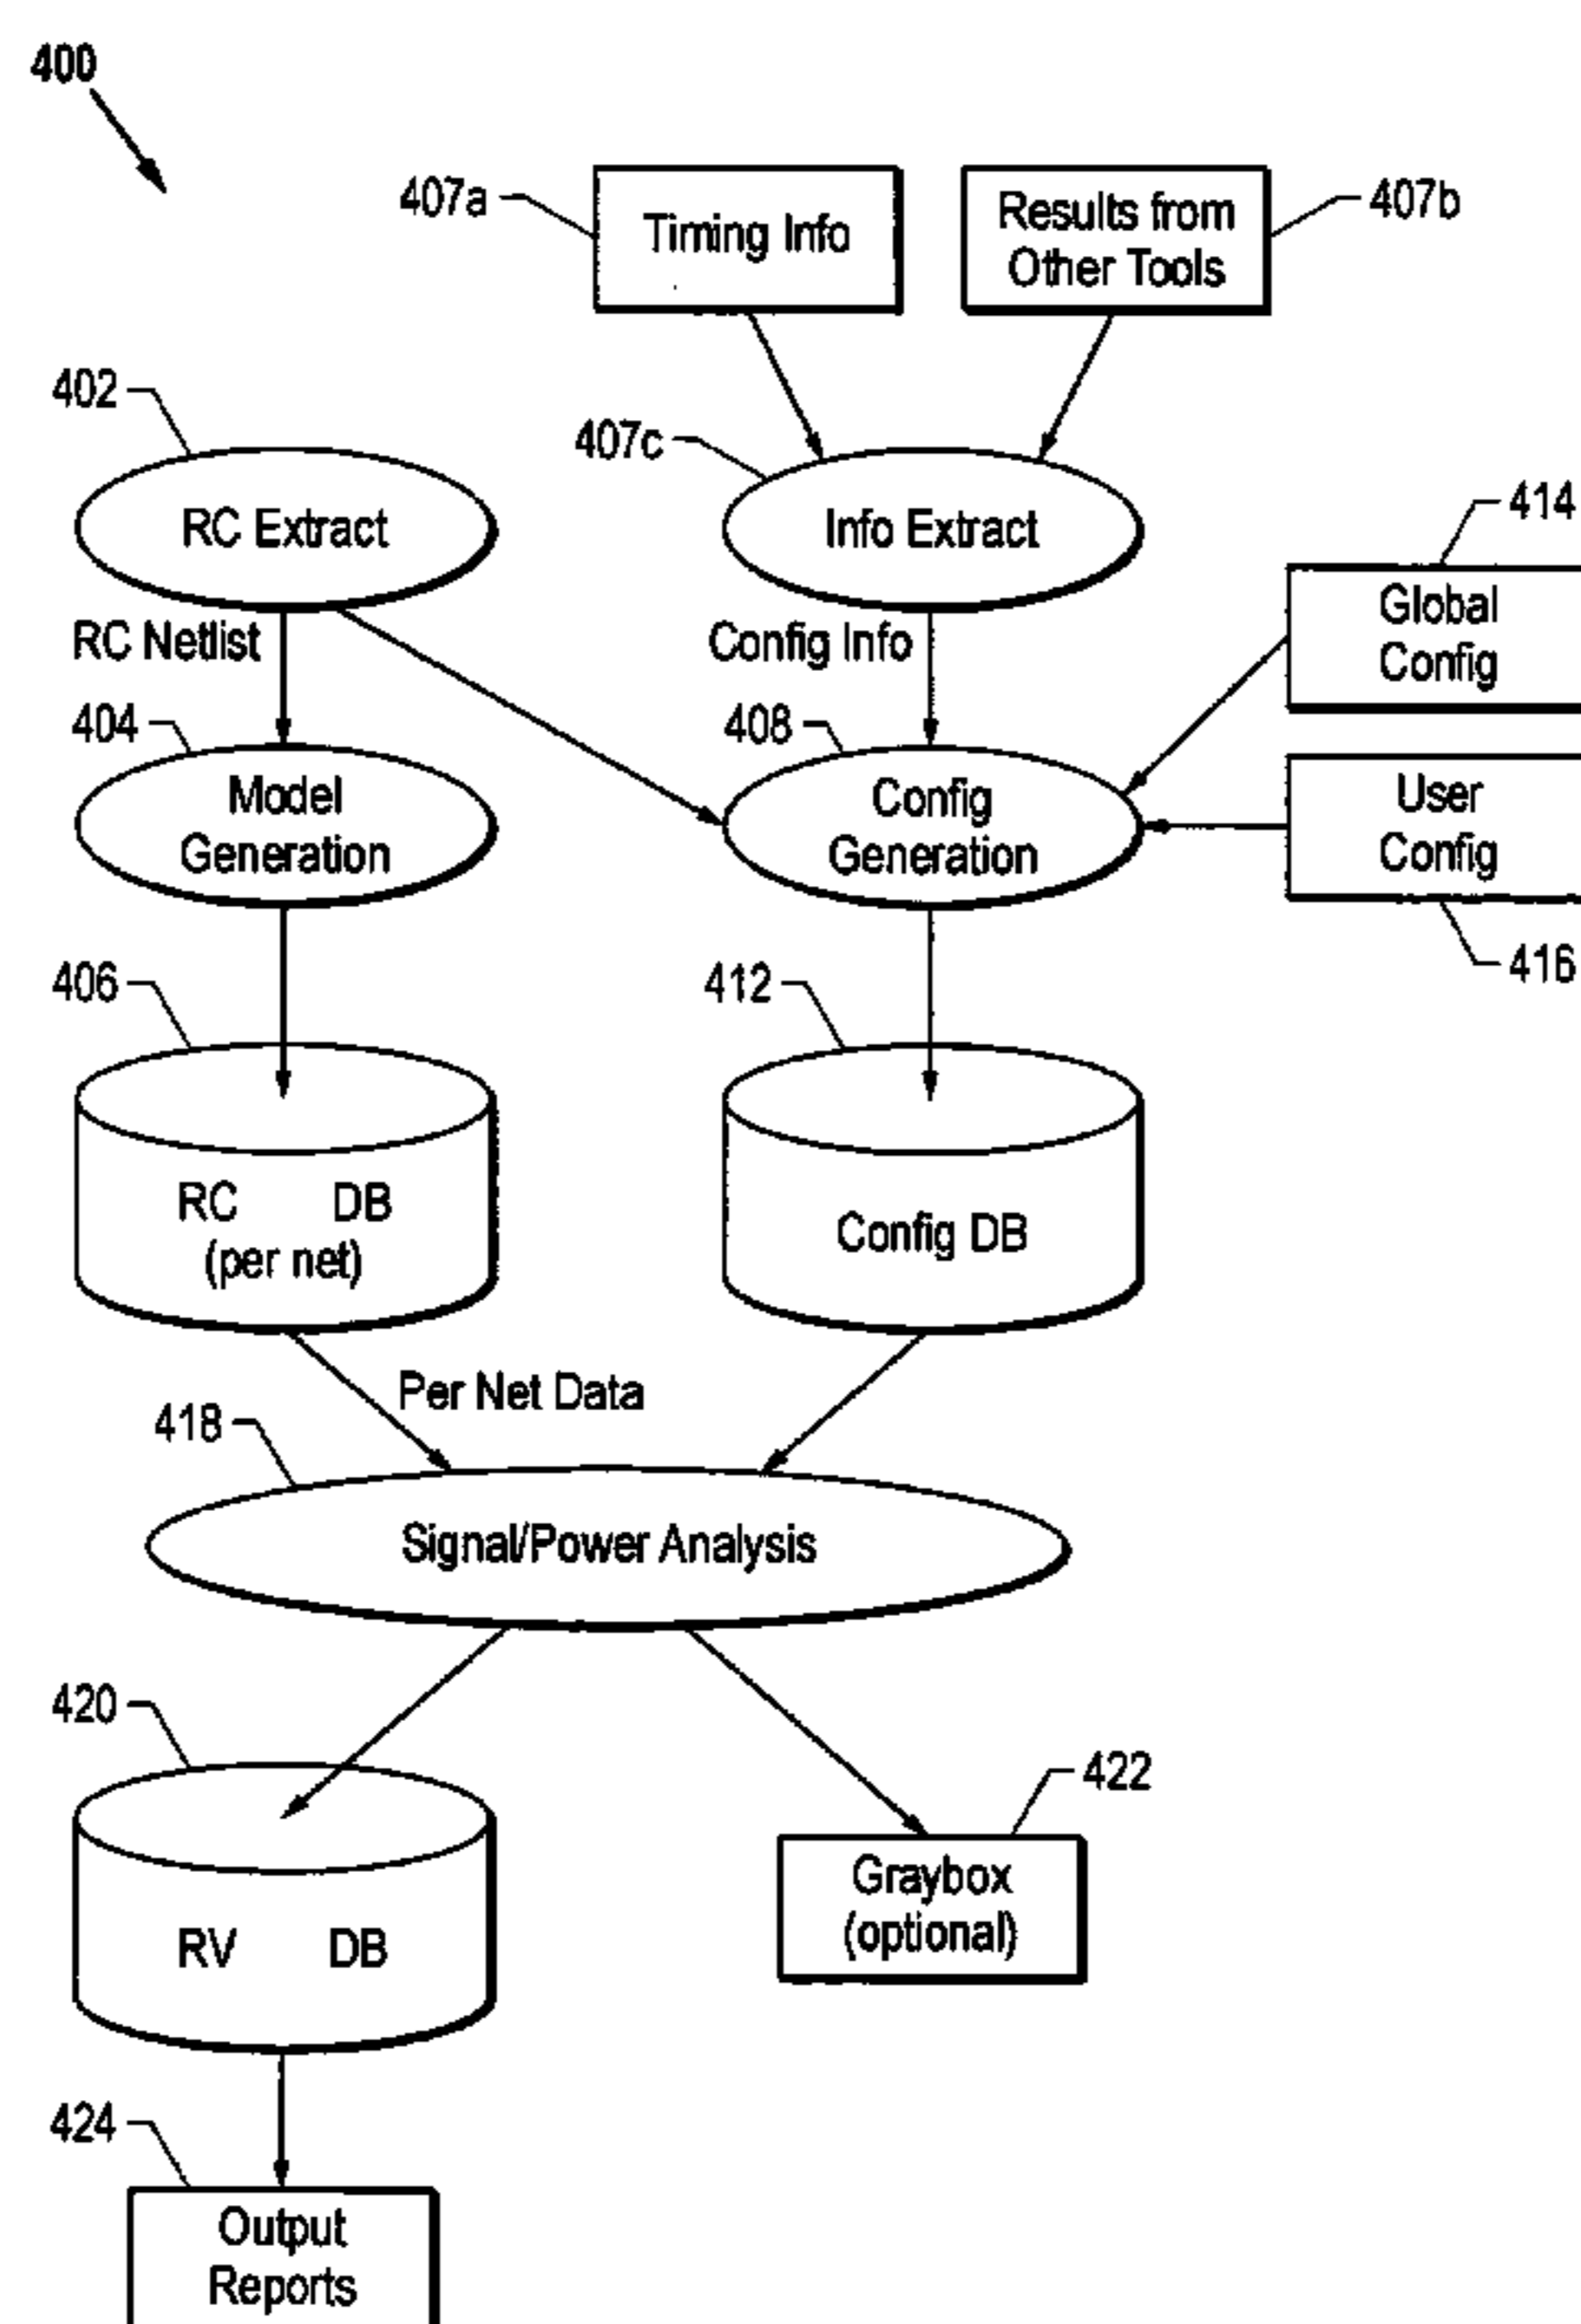 400
407a
Timing Info
Results from
Other Tools
407b
402
407c
RC Extract
Info Extract
414
Global
Config
RC Netlist
Config Info
404
408
Model
Generation
Config
Generation
User
Config
416
406
412
RC DB
(per net)
Config DB
Per Net Data
418
Signal/Power Analysis
420
422
Graybox
(optional)
RV DB
424
Output
Reports